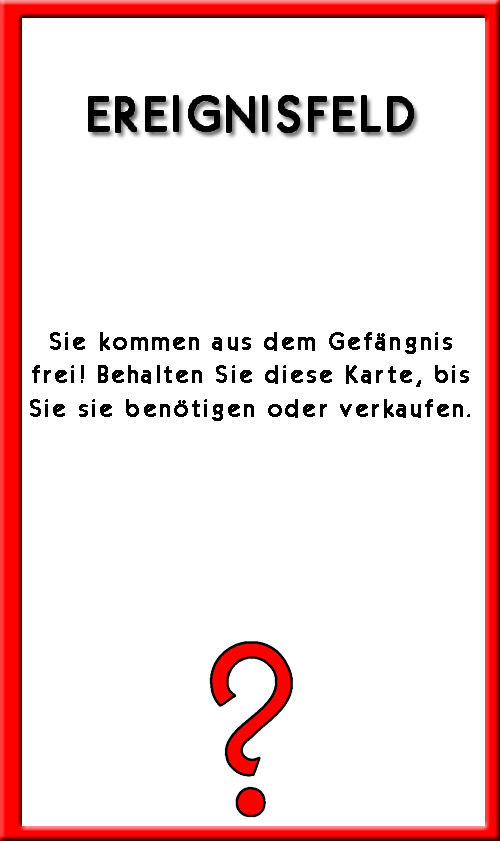 EREIGNISFELD
Sie kommen aus dem Gefängnis
frei! Behalten Sie diese Karte, bis
Sie sie benötigen oder verkaufen.
?